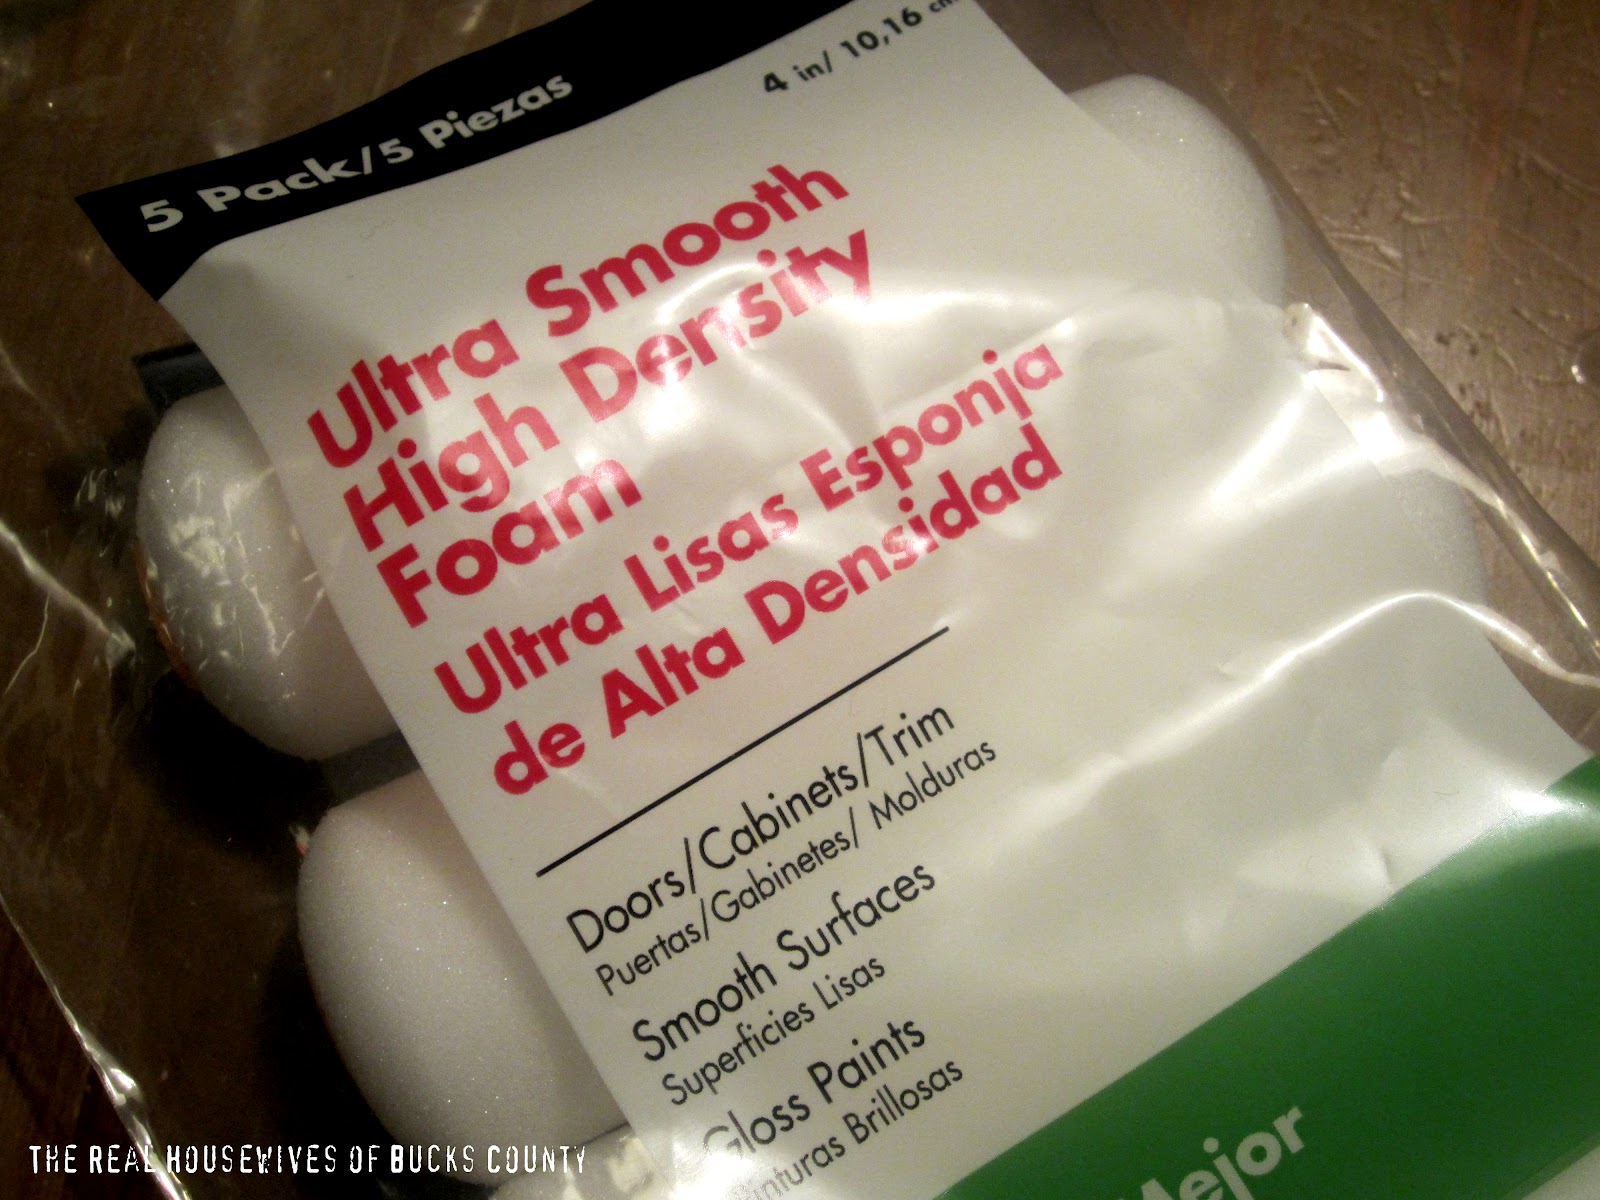 5 Pack/5 Piezas
4 in/ 10,16 cm
Ultra Smooth
High Density
Foam
Ultra Lisas Esponja
de Alta Densidad
Doors/Cabinets/Trim
Puertas/Gabinetes/ Molduras
Smooth Surfaces
Superficies Lisas
Gloss Paints
Pinturas Brillosas
Mejor
THE REAL HOUSEWIVES OF BUCKS COUNTY